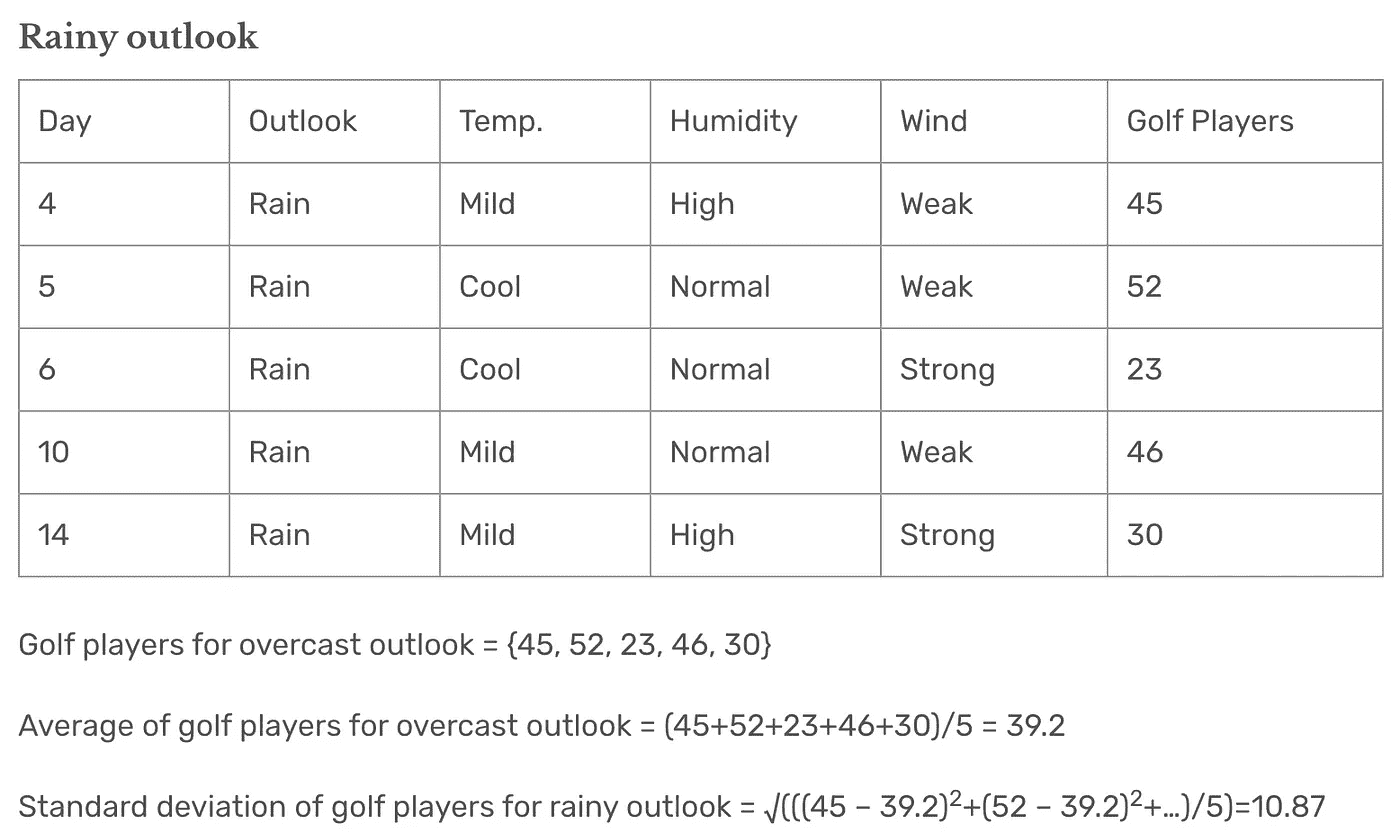 Rainy outlook
Day Outlook Temp. Humidity Wind Golf Players
4 Rain Mild High Weak 45
5 Rain Cool Normal Weak 52
6 Rain Cool Normal Strong 23
10 Rain Mild Normal Weak 46
14 Rain Mild High Strong 30
Golf players for overcast outlook = {45, 52, 23, 46, 30}
Average of golf players for overcast outlook = (45+52+23+46+30)/5 = 39.2
Standard deviation of golf players for rainy outlook = √(((45 – 39.2)²+(52 – 39.2)²+…)/5)=10.87